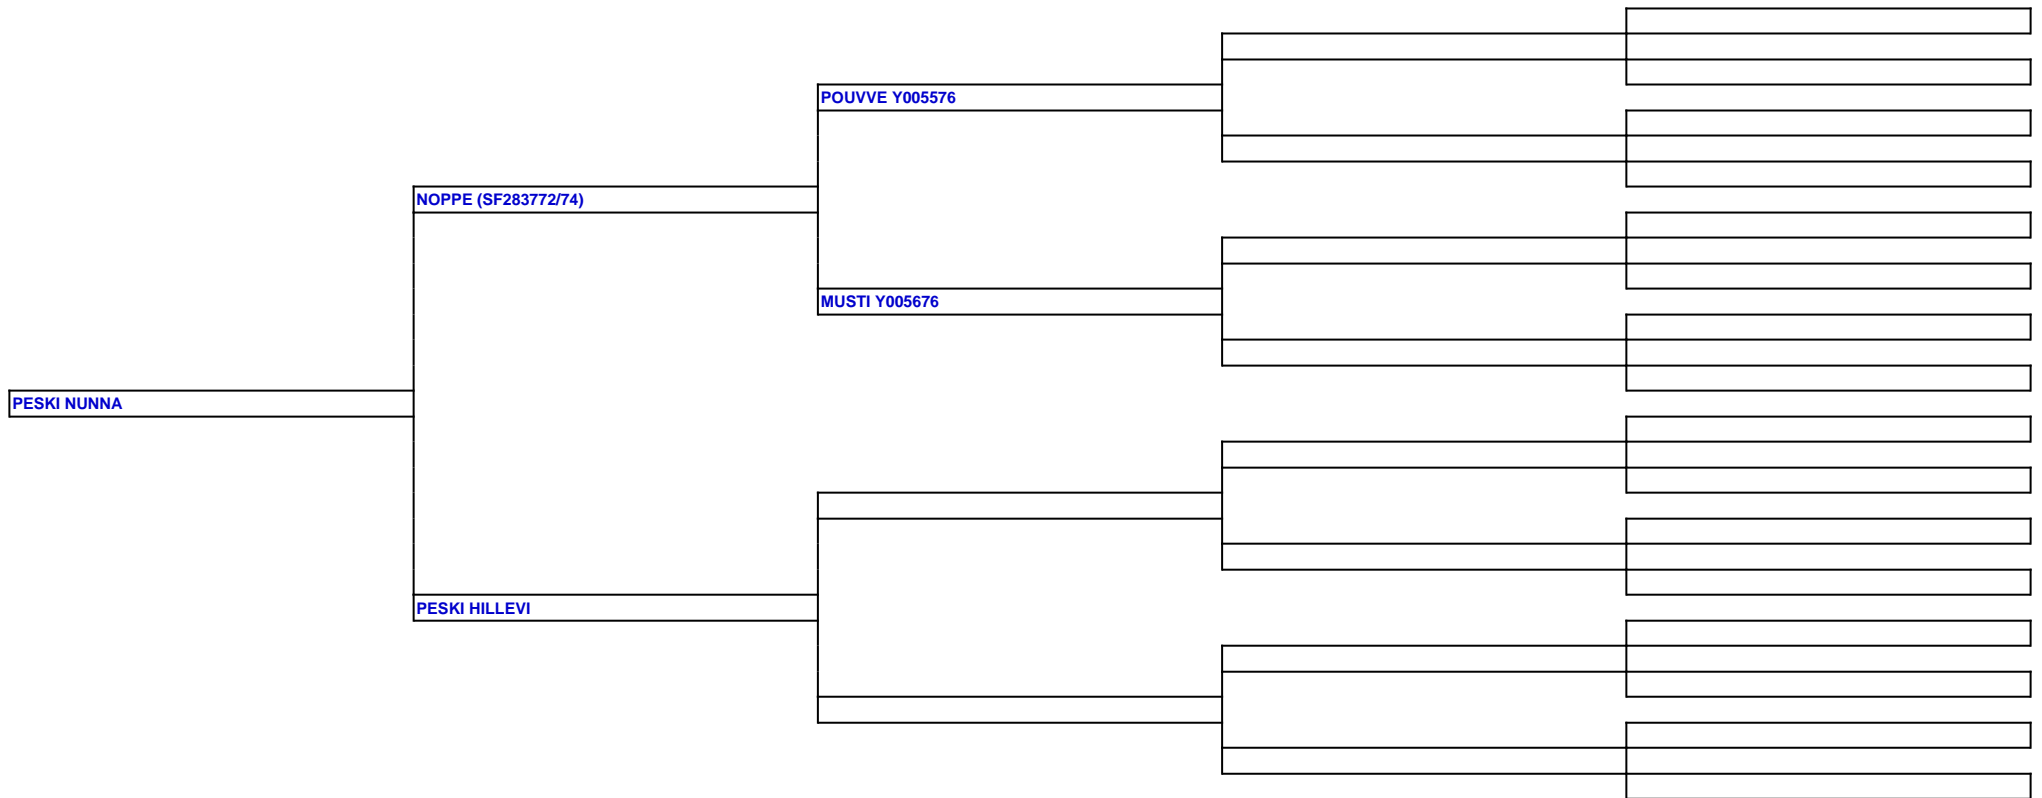 POUVVE Y005576
NOPPE (SF283772/74)
MUSTI Y005676
PESKI NUNNA
PESKI HILLEVI